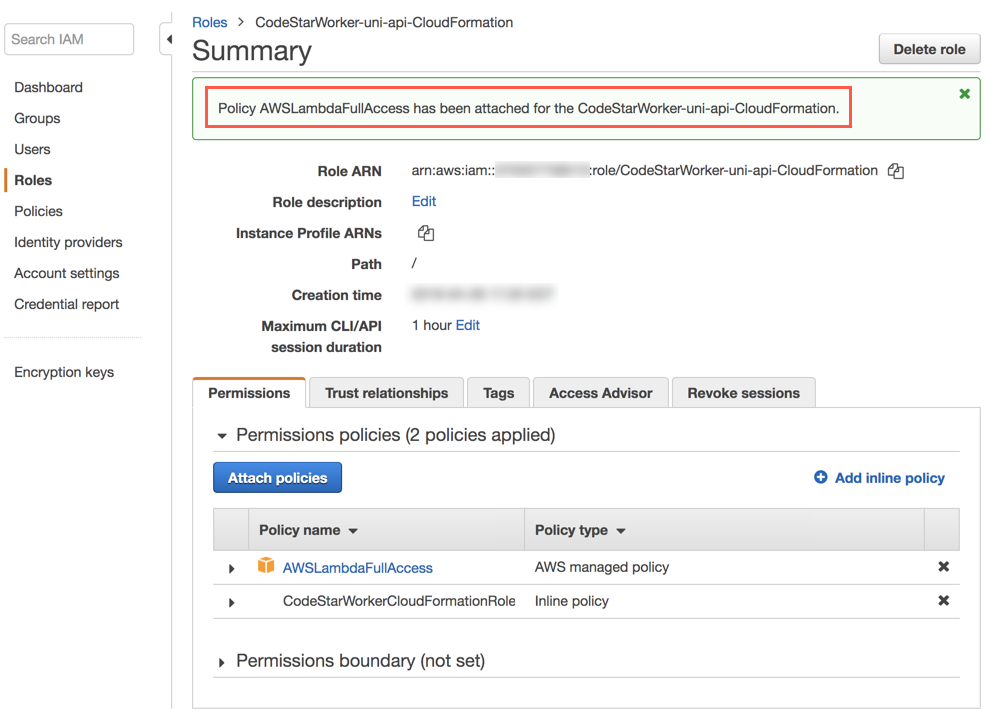 Search IAM
Dashboard
Groups
Users
Roles
Policies
Identity providers
Account settings
Credential report
Encryption keys
Roles > CodeStarWorker-uni-api-CloudFormation
Summary
Delete role
Policy AWSLambdaFullAccess has been attached for the CodeStarWorker-uni-api-CloudFormation.
Role ARN arn:aws:iam:: :role/CodeStarWorker-uni-api-CloudFormation
Role description Edit
Instance Profile ARNs
Path /
Creation time
Maximum CLI/API 1 hour Edit
session duration
Permissions Trust relationships Tags Access Advisor Revoke sessions
Permissions policies (2 policies applied)
Attach policies Add inline policy
Policy name Policy type
AWSLambdaFullAccess AWS managed policy
CodeStarWorkerCloudFormationRole Inline policy
Permissions boundary (not set)